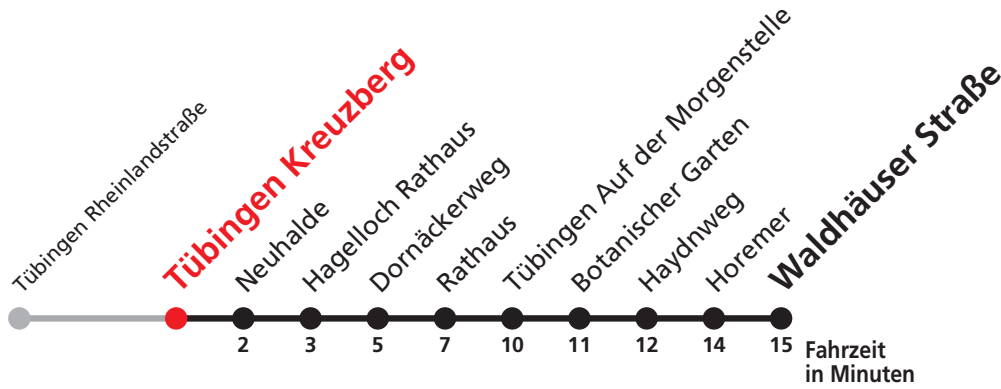 Tübingen Rheinlandstraße
Tübingen Kreuzberg
Neuhalde
Hagelloch Rathaus
Dornäckerweg
Rathaus
Tübingen Auf der Morgenstelle
Botanischer Garten
Haydnweg
Horemer
Waldhäuser Straße
2 3 5 7 10 11 12 14 15
Fahrzeit
in Minuten